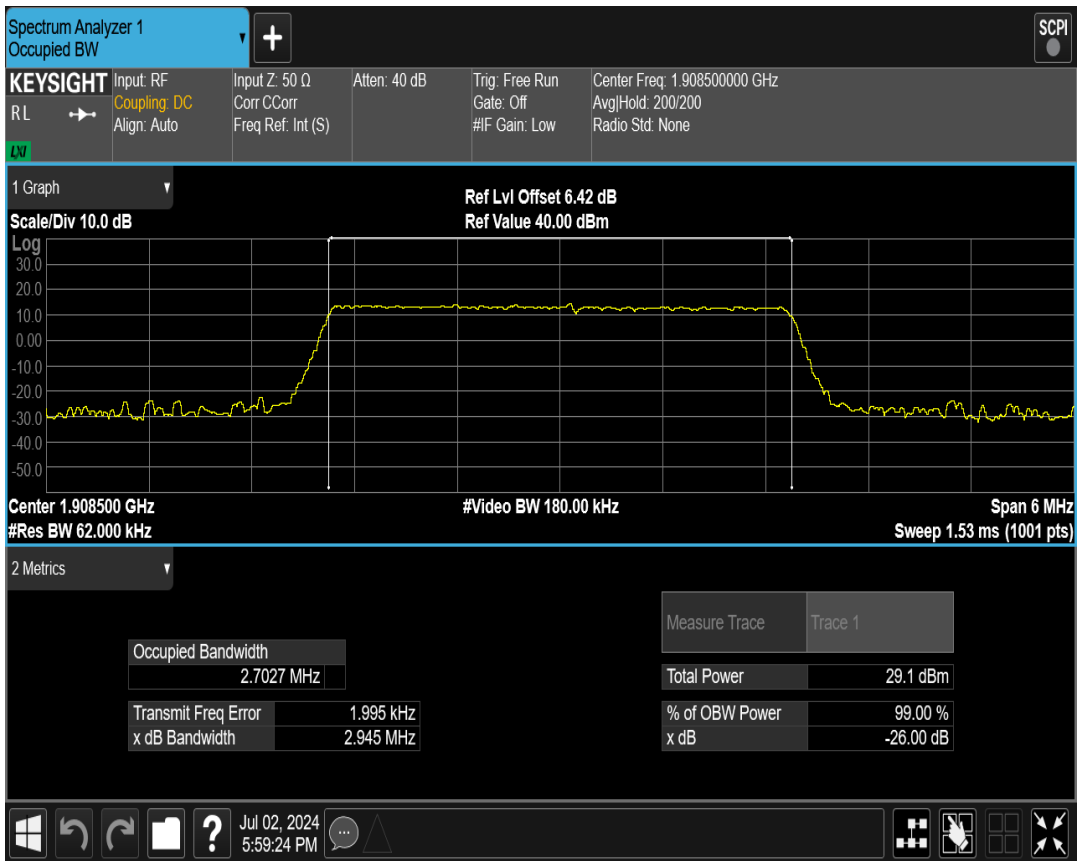 Spectrum Analyzer 1
Occupied BW
+
SCPI
KEYSIGHT
R L
LXI
Input: RF
Coupling: DC
Align: Auto
Input Z: 50 Ω
Corr CCorr
Freq Ref: Int (S)
Atten: 40 dB
Trig: Free Run
Gate: Off
#IF Gain: Low
Center Freq: 1.908500000 GHz
Avg|Hold: 200/200
Radio Std: None
1 Graph
Ref Lvl Offset 6.42 dB
Scale/Div 10.0 dB
Ref Value 40.00 dBm
Log
30.0
20.0
10.0
0.00
-10.0
-20.0
-30.0
-40.0
-50.0
Center 1.908500 GHz
#Video BW 180.00 kHz
Span 6 MHz
#Res BW 62.000 kHz
Sweep 1.53 ms (1001 pts)
2 Metrics
Measure Trace Trace 1
Occupied Bandwidth
2.7027 MHz
Total Power 29.1 dBm
Transmit Freq Error 1.995 kHz
% of OBW Power 99.00 %
x dB Bandwidth 2.945 MHz
x dB -26.00 dB
?
Jul 02, 2024
5:59:24 PM